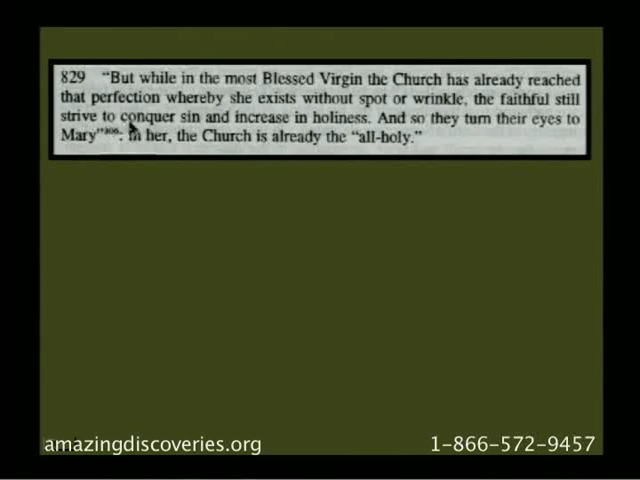 829 "But while in the most Blessed Virgin the Church has already reached
that perfection whereby she exists without spot or wrinkle, the faithful still
strive to conquer sin and increase in holiness. And so they turn their eyes to
Mary". In her, the Church is already the "all-holy."
amazingdiscoveries.org 1-866-572-9457